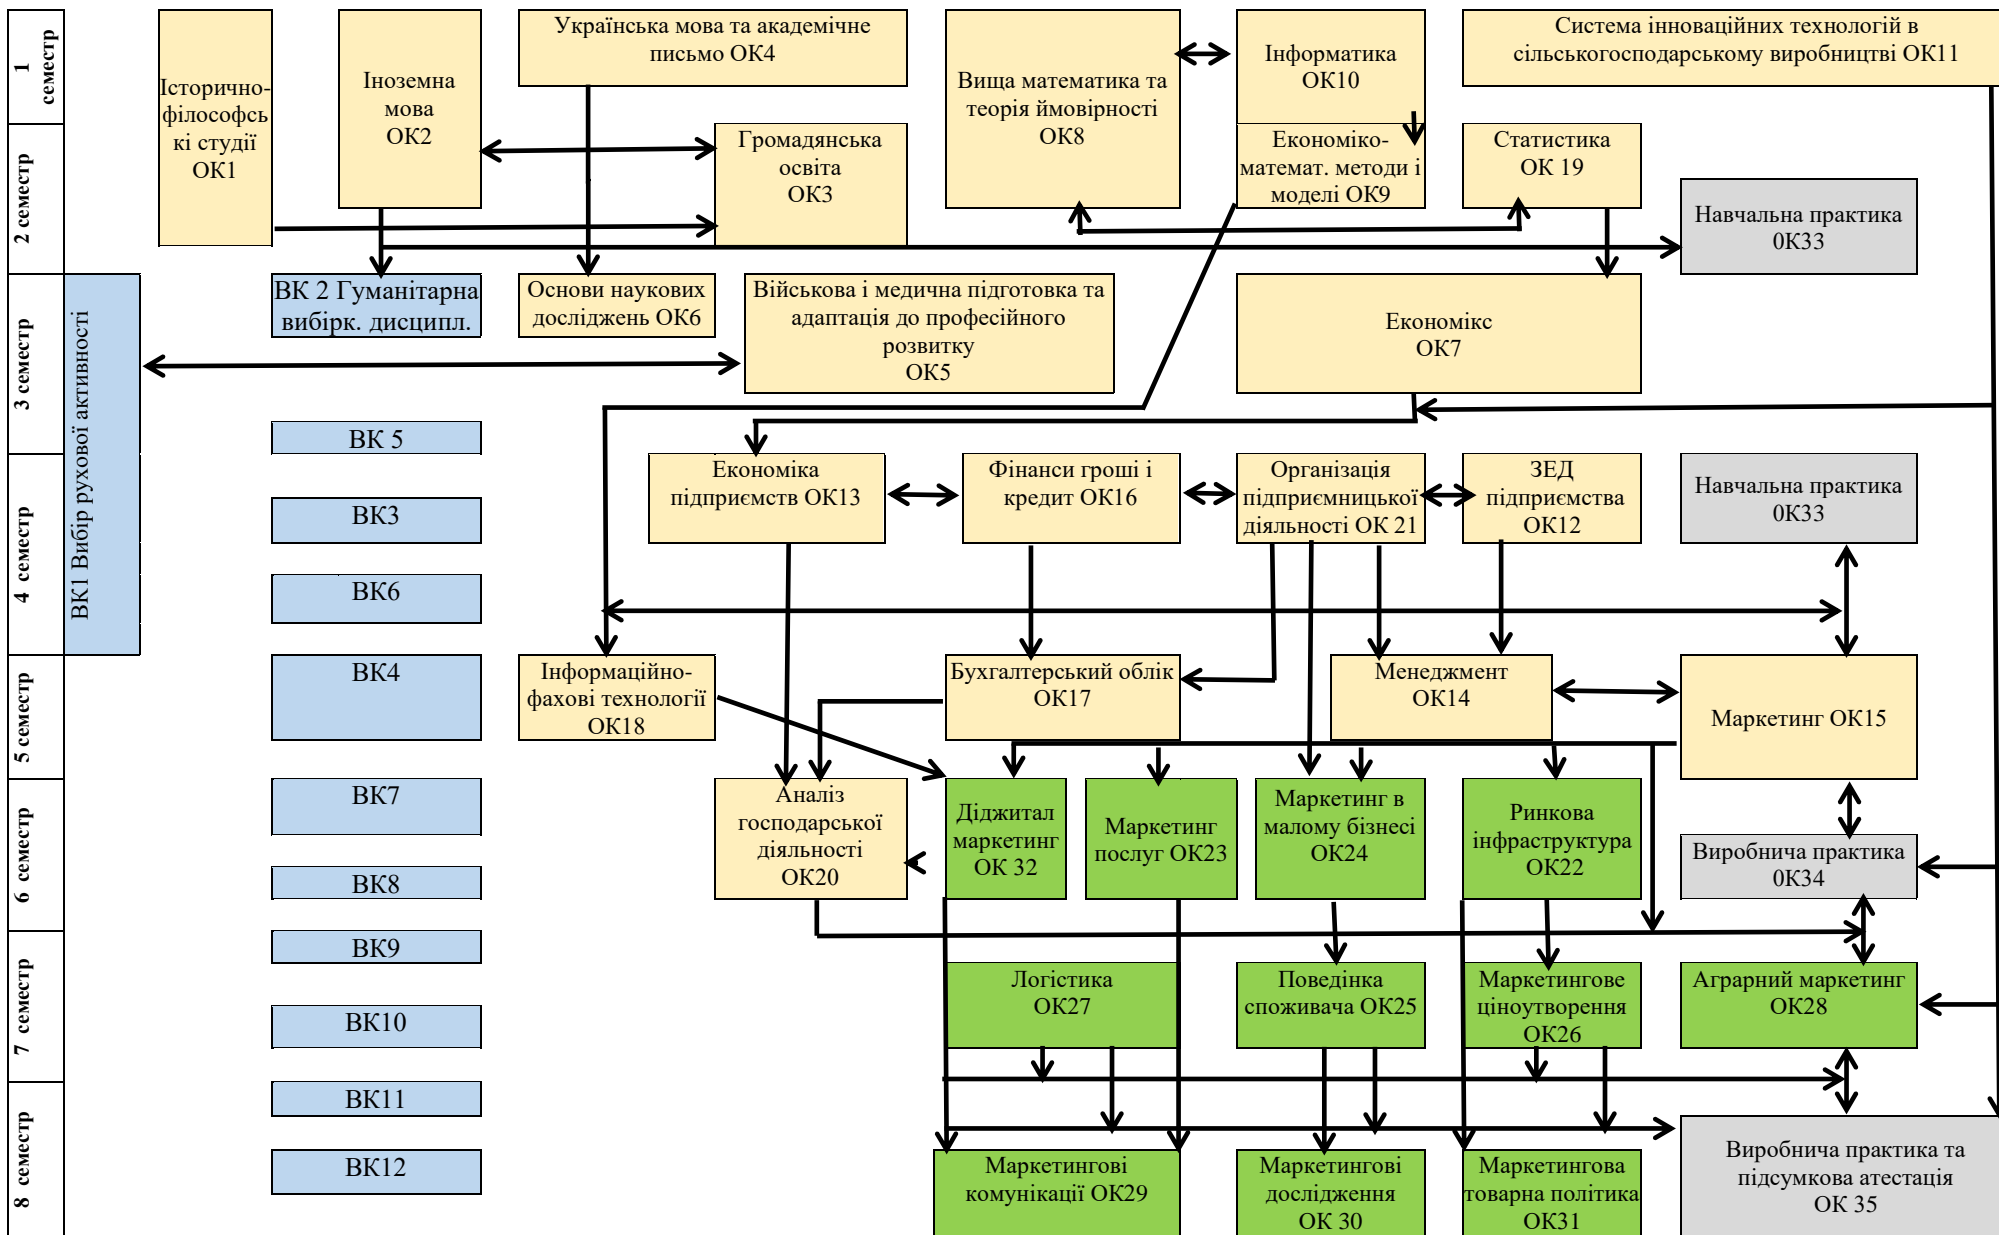 1
семестр
Історично-
філософсь
кі студії
ОК1
Іноземна
мова
ОК2
Українська мова та академічне
письмо ОК4
Вища математика та
теорія ймовірності
ОК8
Інформатика
ОК10
Система інноваційних технологій в
сільськогосподарському виробництві ОК11
2 семестр
Громадянська
освіта
ОК3
Економіко-
математ. методи і
моделі ОК9
Статистика
ОК 19
Навчальна практика
0К33
3 семестр
ВК1 Вибір рухової активності
ВК 2 Гуманітарна
вибірк. дисципл.
Основи наукових
досліджень ОК6
Військова і медична підготовка та
адаптація до професійного
розвитку
ОК5
Економікс
ОК7
ВК 5
4 семестр
Економіка
підприємств ОК13
Фінанси гроші і
кредит ОК16
Організація
підприємницької
діяльності ОК 21
ЗЕД
підприємства
ОК12
Навчальна практика
0К33
ВК3
ВК6
5 семестр
ВК4
Інформаційно-
фахові технології
ОК18
Бухгалтерський облік
ОК17
Менеджмент
ОК14
Маркетинг ОК15
6 семестр
ВК7
Аналіз
господарської
діяльності
ОК20
Діджитал
маркетинг
ОК 32
Маркетинг
послуг ОК23
Маркетинг в
малому бізнесі
ОК24
Ринкова
інфраструктура
ОК22
Виробнича практика
0К34
ВК8
7 семестр
ВК9
Логістика
ОК27
Поведінка
споживача ОК25
Маркетингове
ціноутворення
ОК26
Аграрний маркетинг
ОК28
ВК10
8 семестр
ВК11
ВК12
Маркетингові
комунікації ОК29
Маркетингові
дослідження
ОК 30
Маркетингова
товарна політика
ОК31
Виробнича практика та
підсумкова атестація
ОК 35